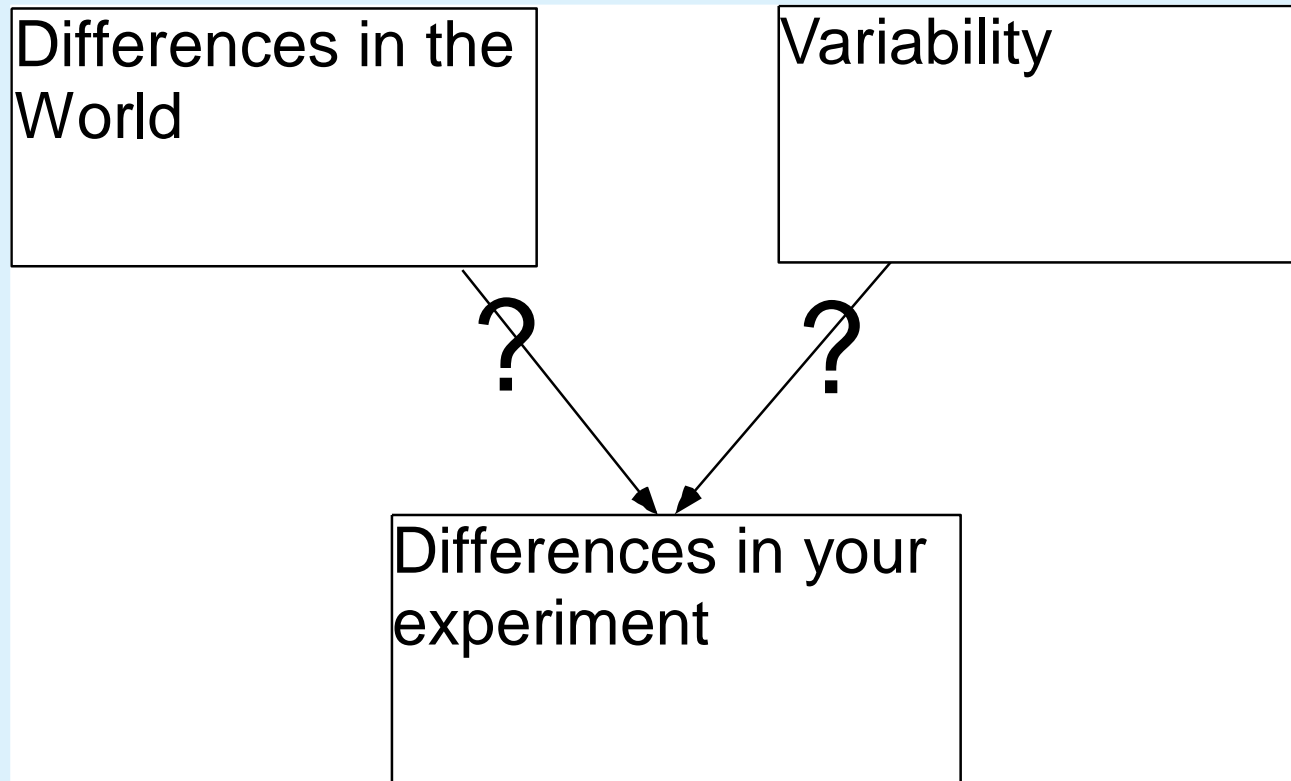 Differences in the
World
Variability
?
?
Differences in your
experiment